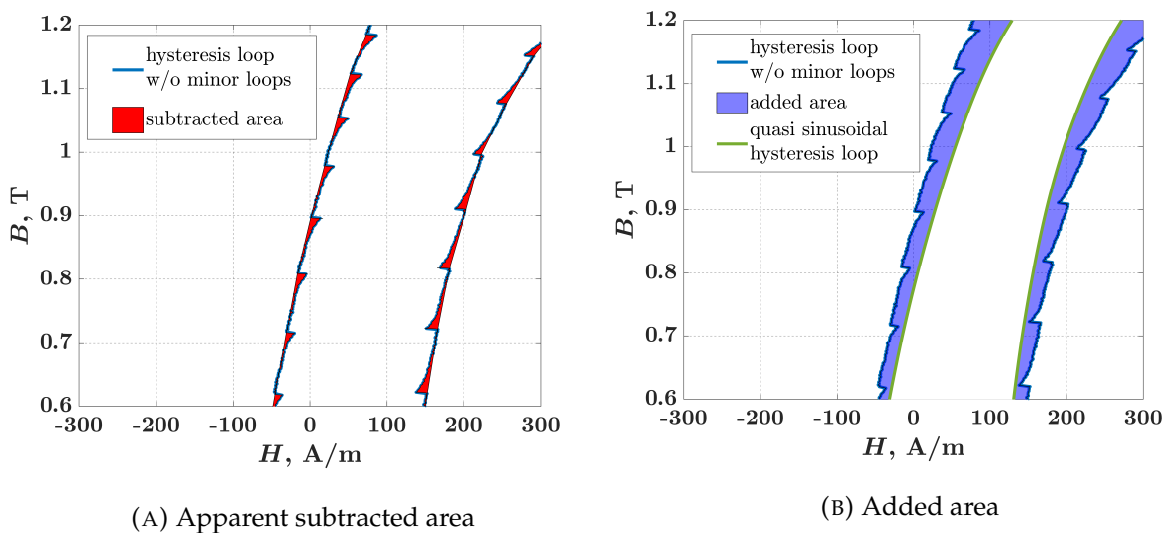 1.2
1.1
1
0.9
0.8
0.7
0.6
B, T
hysteresis loop
w/o minor loops
subtracted area
-300 -200 -100 0 100 200 300
H, A/m
(A) Apparent subtracted area
1.2
1.1
1
0.9
0.8
0.7
0.6
B, T
hysteresis loop
w/o minor loops
added area
quasi sinusoidal
hysteresis loop
-300 -200 -100 0 100 200 300
H, A/m
(B) Added area